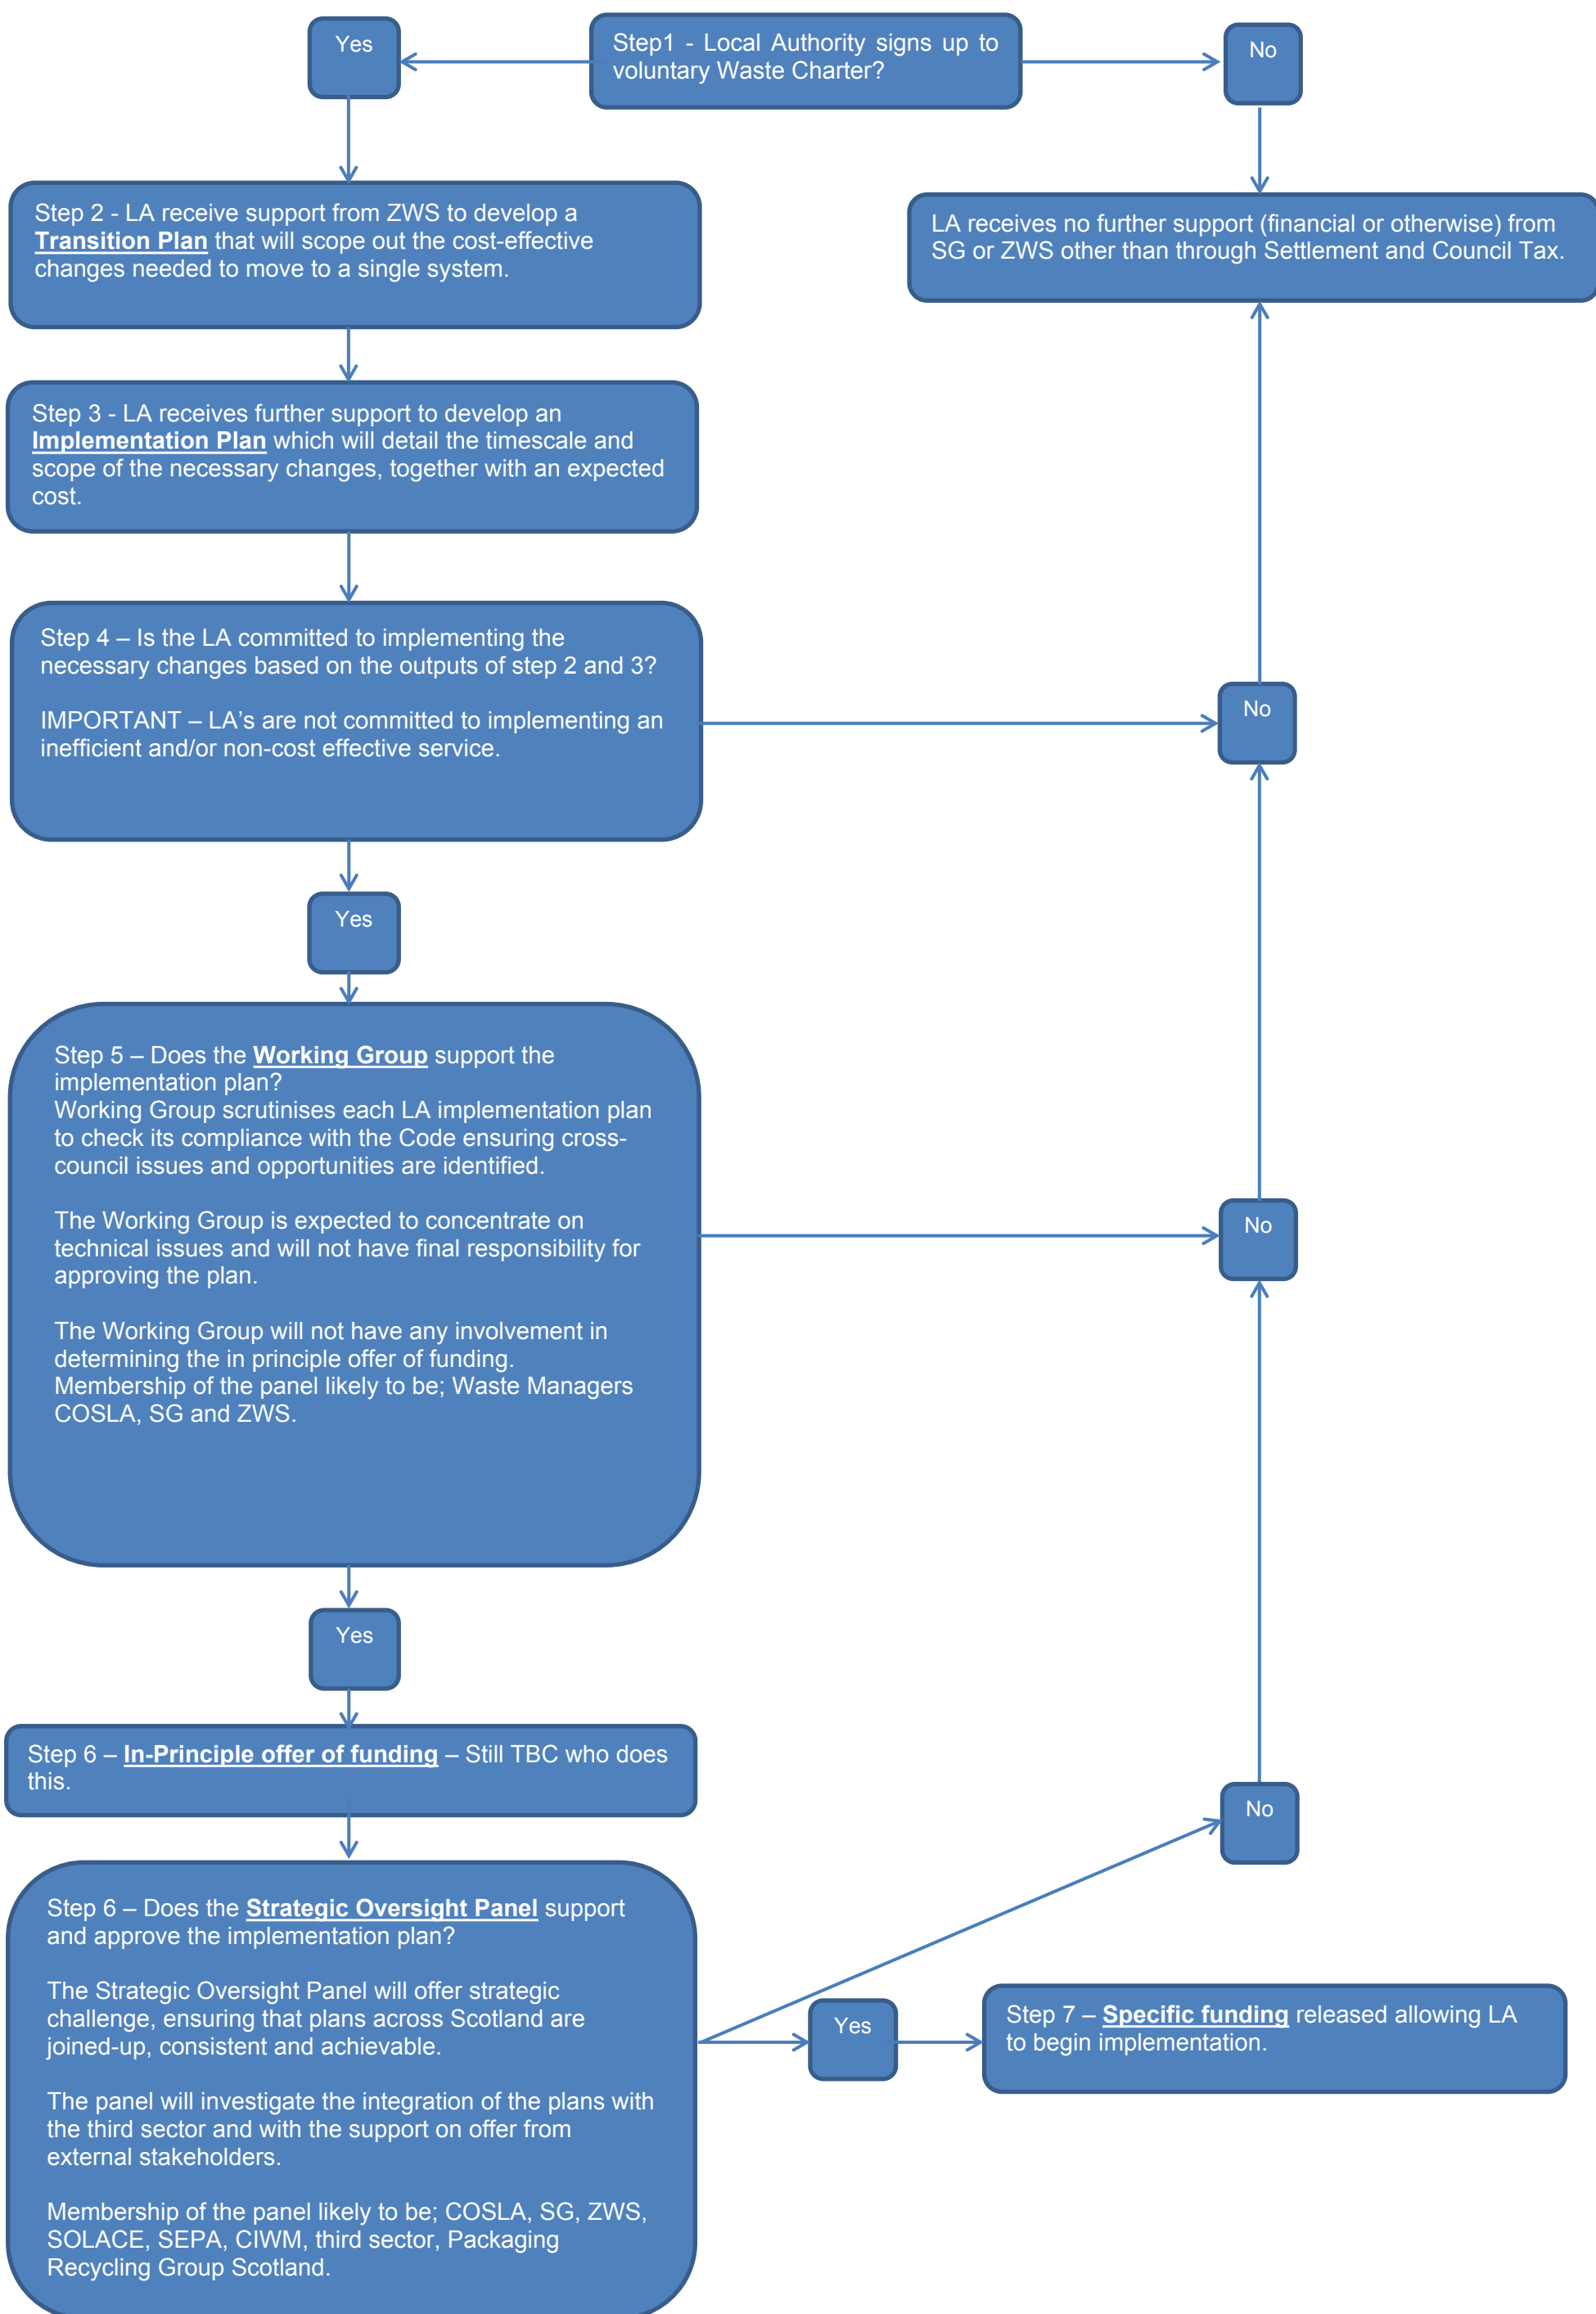 Yes
Step1 - Local Authority signs up to
voluntary Waste Charter?
No
Step 2 - LA receive support from ZWS to develop a
Transition Plan that will scope out the cost-effective
changes needed to move to a single system.
LA receives no further support (financial or otherwise) from
SG or ZWS other than through Settlement and Council Tax.
Step 3 - LA receives further support to develop an
Implementation Plan which will detail the timescale and
scope of the necessary changes, together with an expected
cost.
Step 4 – Is the LA committed to implementing the
necessary changes based on the outputs of step 2 and 3?
IMPORTANT – LA's are not committed to implementing an
inefficient and/or non-cost effective service.
No
Yes
Step 5 – Does the Working Group support the
implementation plan?
Working Group scrutinises each LA implementation plan
to check its compliance with the Code ensuring cross-
council issues and opportunities are identified.
The Working Group is expected to concentrate on
technical issues and will not have final responsibility for
approving the plan.
The Working Group will not have any involvement in
determining the in principle offer of funding.
Membership of the panel likely to be; Waste Managers
COSLA, SG and ZWS.
No
Yes
Step 6 – In-Principle offer of funding – Still TBC who does
this.
No
Step 6 – Does the Strategic Oversight Panel support
and approve the implementation plan?
The Strategic Oversight Panel will offer strategic
challenge, ensuring that plans across Scotland are
joined-up, consistent and achievable.
The panel will investigate the integration of the plans with
the third sector and with the support on offer from
external stakeholders.
Membership of the panel likely to be; COSLA, SG, ZWS,
SOLACE, SEPA, CIWM, third sector, Packaging
Recycling Group Scotland.
Yes
Step 7 – Specific funding released allowing LA
to begin implementation.